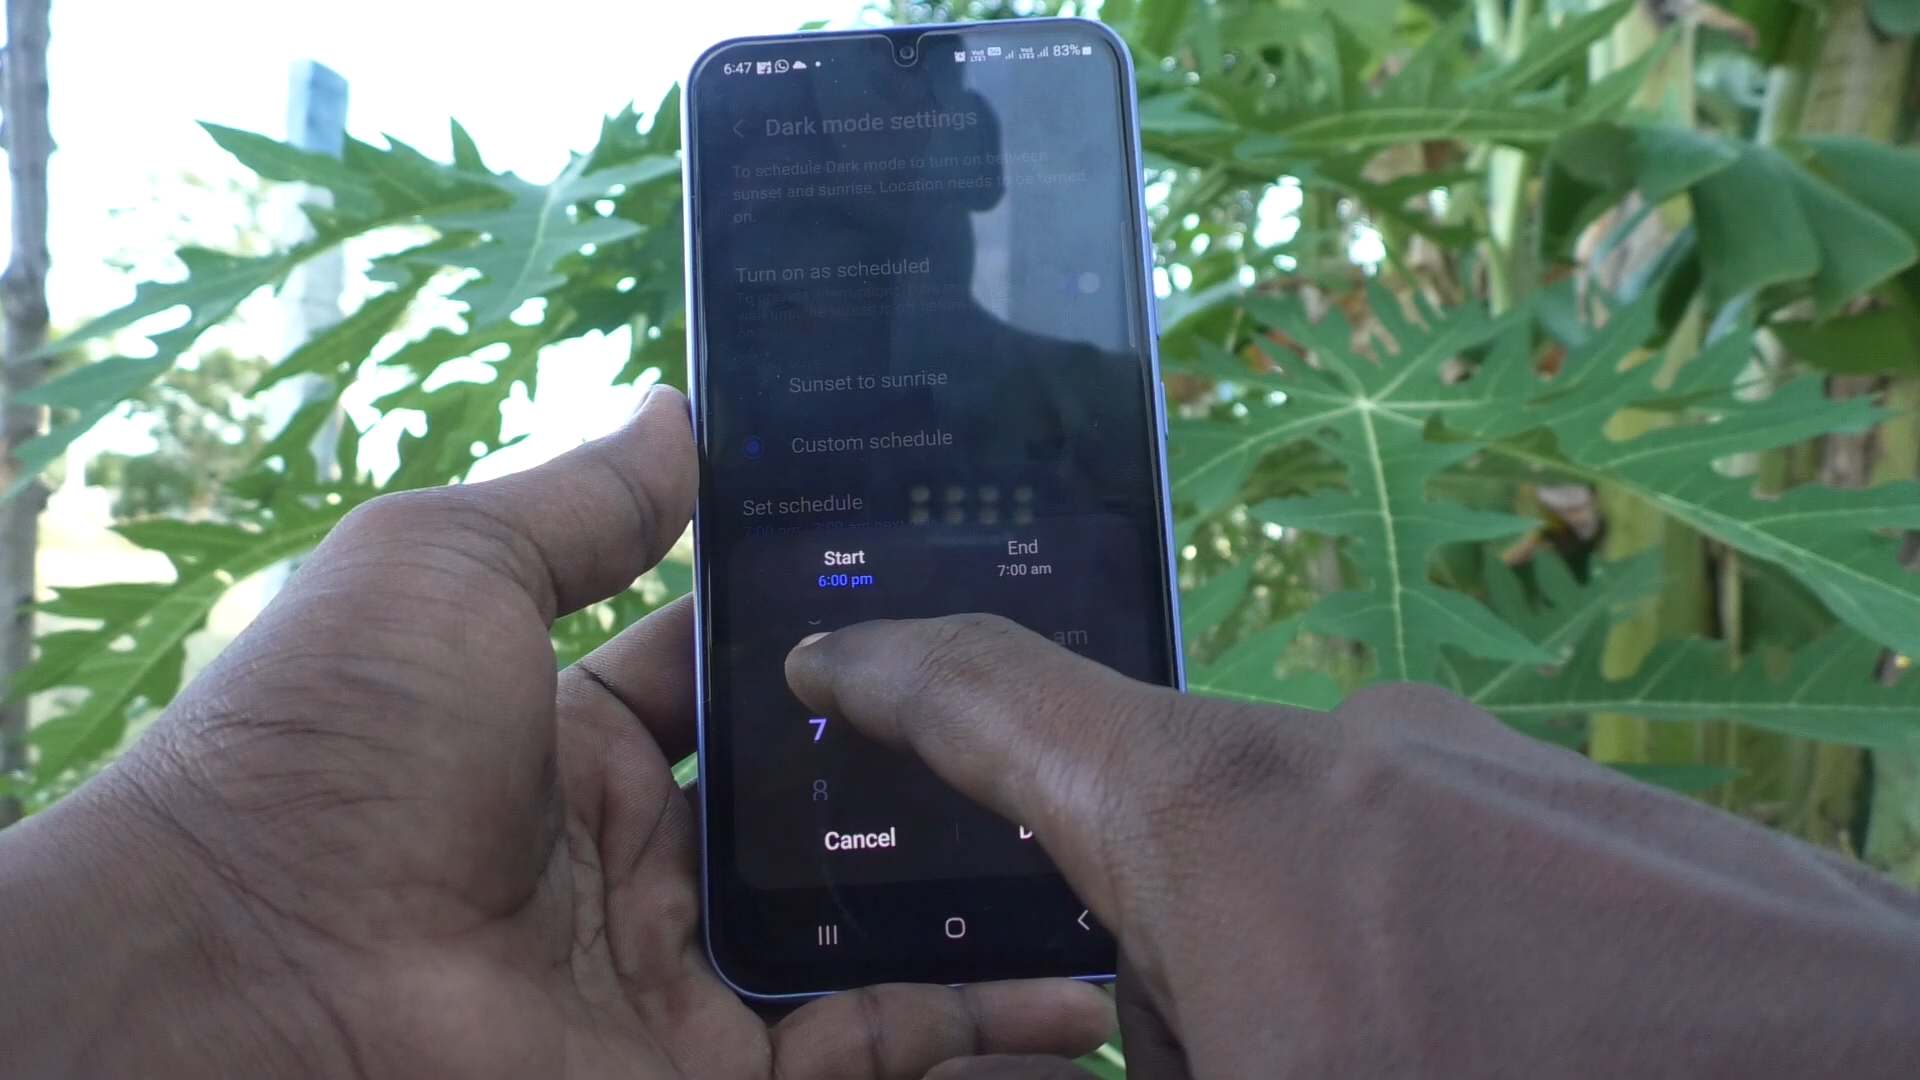 6:47
83%
Dark mode settings
To schedule Dark mode to turn on between
sunset and sunrise, Location needs to be turned
on.
Turn on as scheduled
Sunset to sunrise
Custom schedule
Set schedule
Start
End
6:00 pm
7:00 am
am
7
8
Cancel